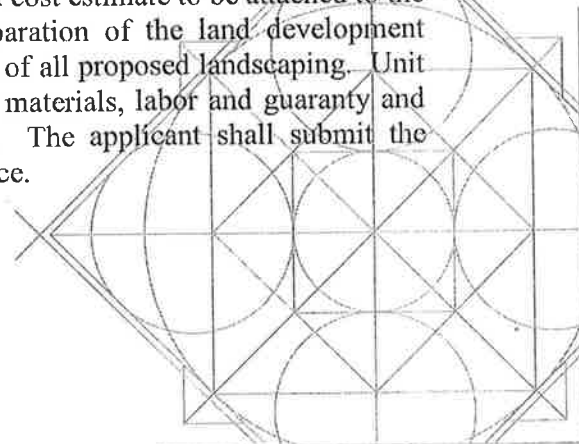 cost estimate to be attached to the
paration of the land development
of all proposed landscaping. Unit
materials, labor and guaranty and
The applicant shall submit the
ce.